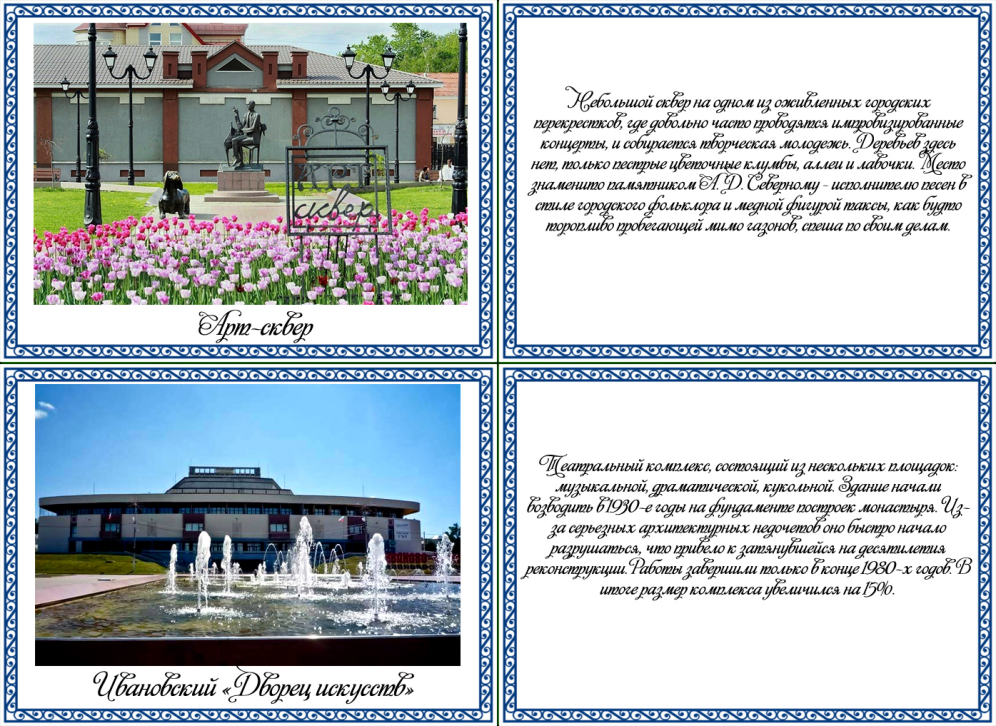 Арт
сквер
Арт-сквер
Небольшой сквер на одном из оживленных городских
перекрестков, где довольно часто проводятся импровизированные
концерты, и собирается творческая молодежь. Деревьев здесь
нет, только пестрые цветочные клумбы, аллеи и лавочки. Место
знаменито памятником А. Д. Северному - исполнителю песен в
стиле городского фольклора и медной фигурой таксы, как будто
торопливо пробегающей мимо газонов, спеша по своим делам.
Ивановский «Дворец искусств»
Театральный комплекс, состоящий из нескольких площадок:
музыкальной, драматической, кукольной. Здание начали
возводить в 1930-е годы на фундаменте построек монастыря. Из-
за серьезных архитектурных недочетов оно быстро начало
разрушаться, что привело к затянувшейся на десятилетия
реконструкции. Работы завершили только в конце 1980-х годов. В
итоге размер комплекса увеличился на 15%.